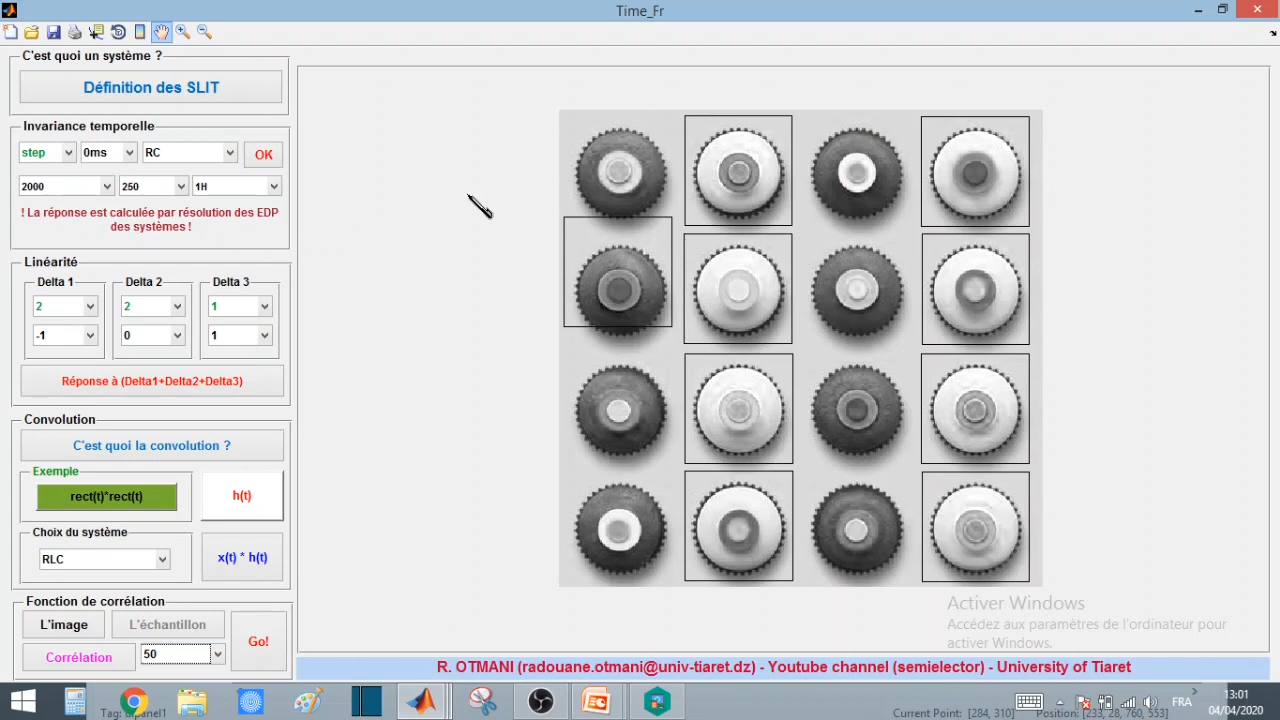 Time_Fr
C'est quoi un système ?
Définition des SLIT
Invariance temporelle
step 0ms RC OK
2000 250 1H
! La réponse est calculée par résolution des EDP
des systèmes !
Linéarité
Delta 1 Delta 2 Delta 3
2 2 1
-1 0 1
Réponse à (Delta1+Delta2+Delta3)
Convolution
C'est quoi la convolution ?
Exemple
rect(t)*rect(t) h(t)
Choix du système
RLC x(t) * h(t)
Fonction de corrélation
L'image L'échantillon Go!
Corrélation 50
Activer Windows
Accédez aux paramètres de l'ordinateur pour
activer Windows.
R. OTMANI (radouane.otmani@univ-tiaret.dz) - Youtube channel (semielector) - University of Tiaret
FRA 13:01
04/04/2020
Current Point: [284, 310] Position: [233, 28, 760, 553]